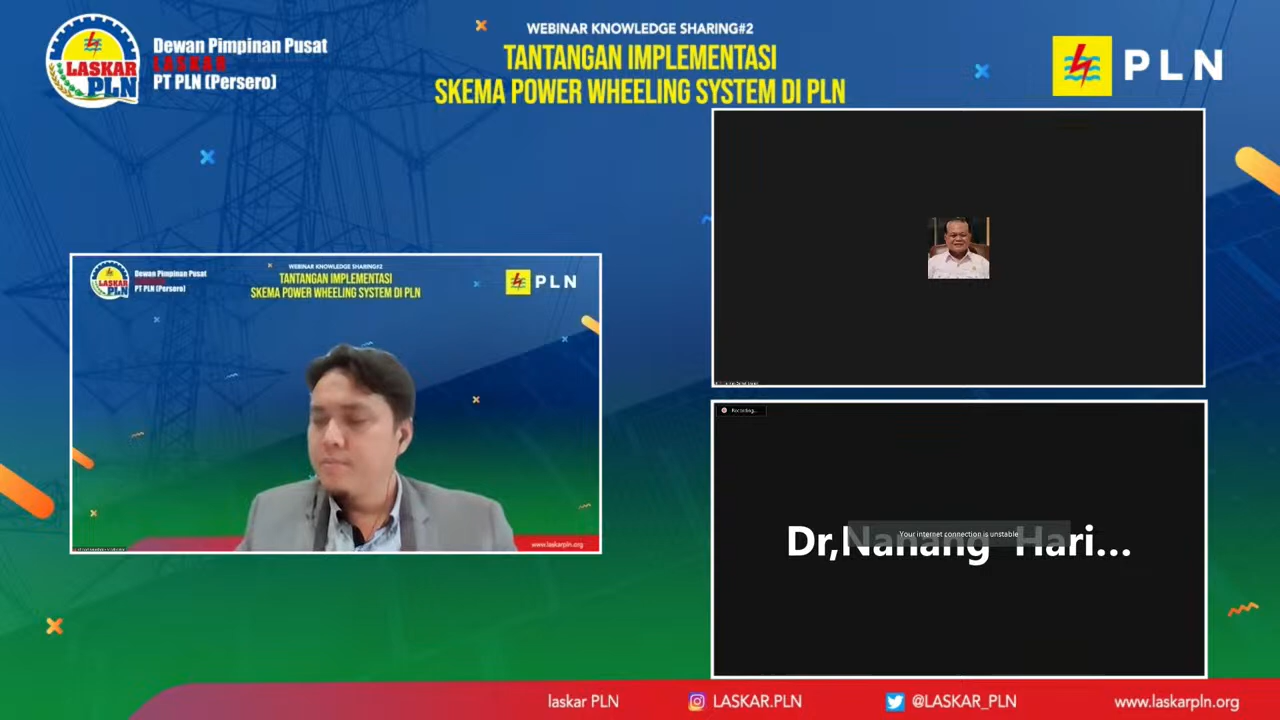 LASKAR
PLN
Dewan Pimpinan Pusat
LASKAR
PT PLN (Persero)
WEBINAR KNOWLEDGE SHARING#2
TANTANGAN IMPLEMENTASI
SKEMA POWER WHEELING SYSTEM DI PLN
PLN
LASKAR
PLN
Dewan Pimpinan Pusat
PT PLN (Persero)
WEBINAR KNOWLEDGE SHARING#2
TANTANGAN IMPLEMENTASI
SKEMA POWER WHEELING SYSTEM DI PLN
PLN
www.laskarpln.org
Recording...
Dr,Nanang Hari...
Your internet connection is unstable
laskar PLN
LASKAR.PLN
@LASKAR_PLN
www.laskarpln.org